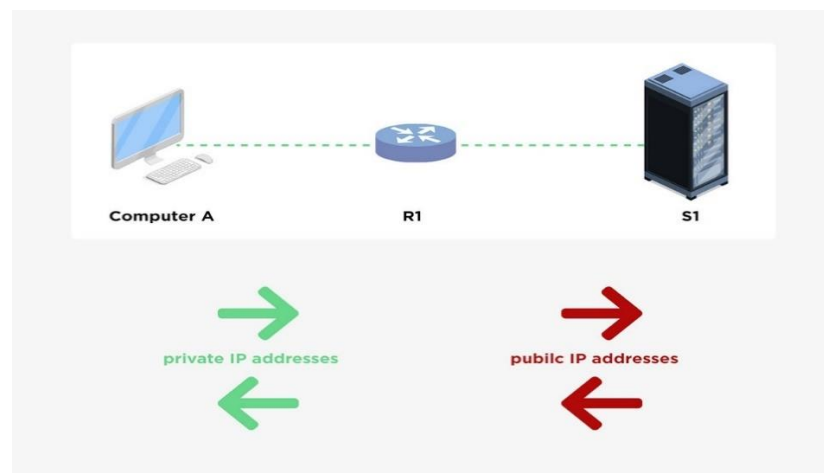 Computer A
R1
S1
private IP addresses
pubilc IP addresses